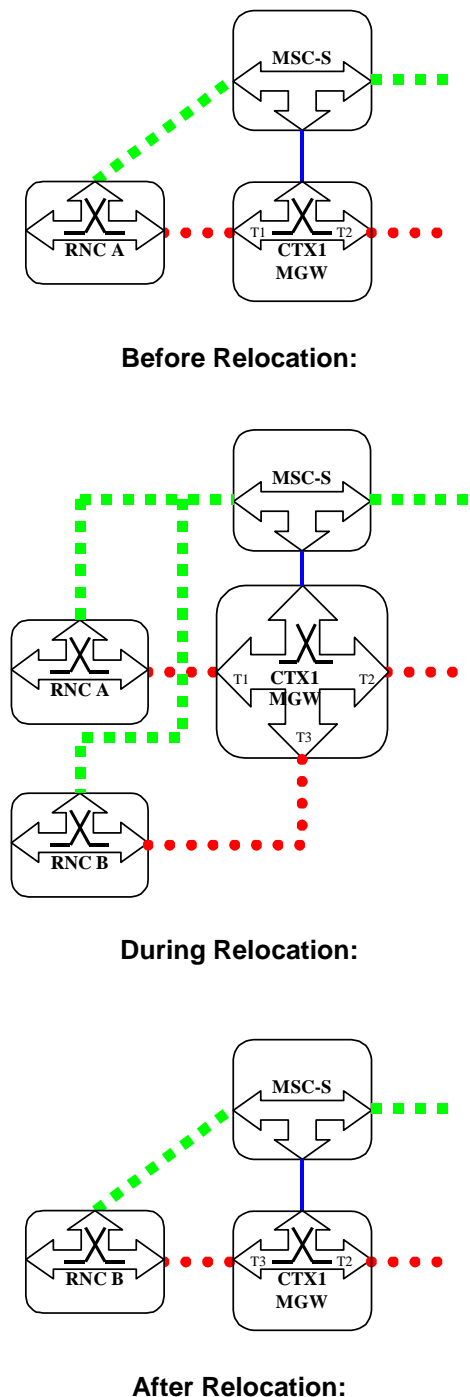 MSC-S
RNC A
T1
T2
CTX1
MGW
Before Relocation:
MSC-S
RNC A
T1
CTX1
T2
MGW
T3
RNC B
During Relocation:
MSC-S
RNC B
T3
T2
CTX1
MGW
After Relocation: